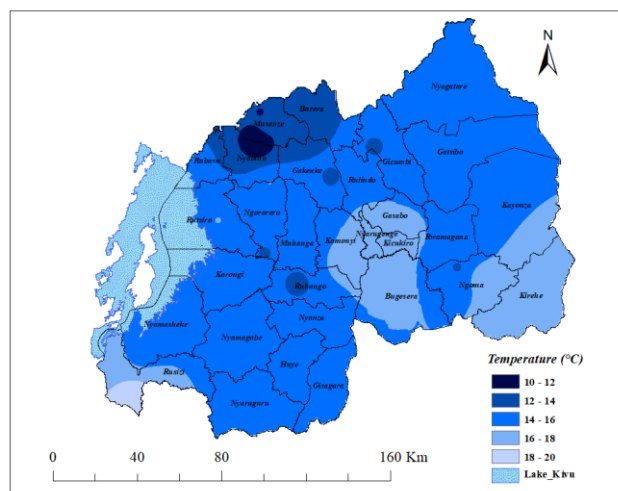 N
Nyagatare
Burera
Musanze
Nyabihu
Rubavu
Gicumbi
Gatsibo
Gakenke
Rulindo
Kayonza
Rutsiro
Ngororero
Gasabo
Nyarugenge
Kicukiro
Rwamagana
Muhanga
Kamonyi
Karongi
Ruhango
Bugesera
Ngoma
Kirehe
Nyamasheke
Nyanza
Nyamagabe
Huye
Gisagara
Rusizi
Nyaruguru
Temperature (°C)
10 - 12
12 - 14
14 - 16
16 - 18
18 - 20
Lake_Kivu
0 40 80 160 Km